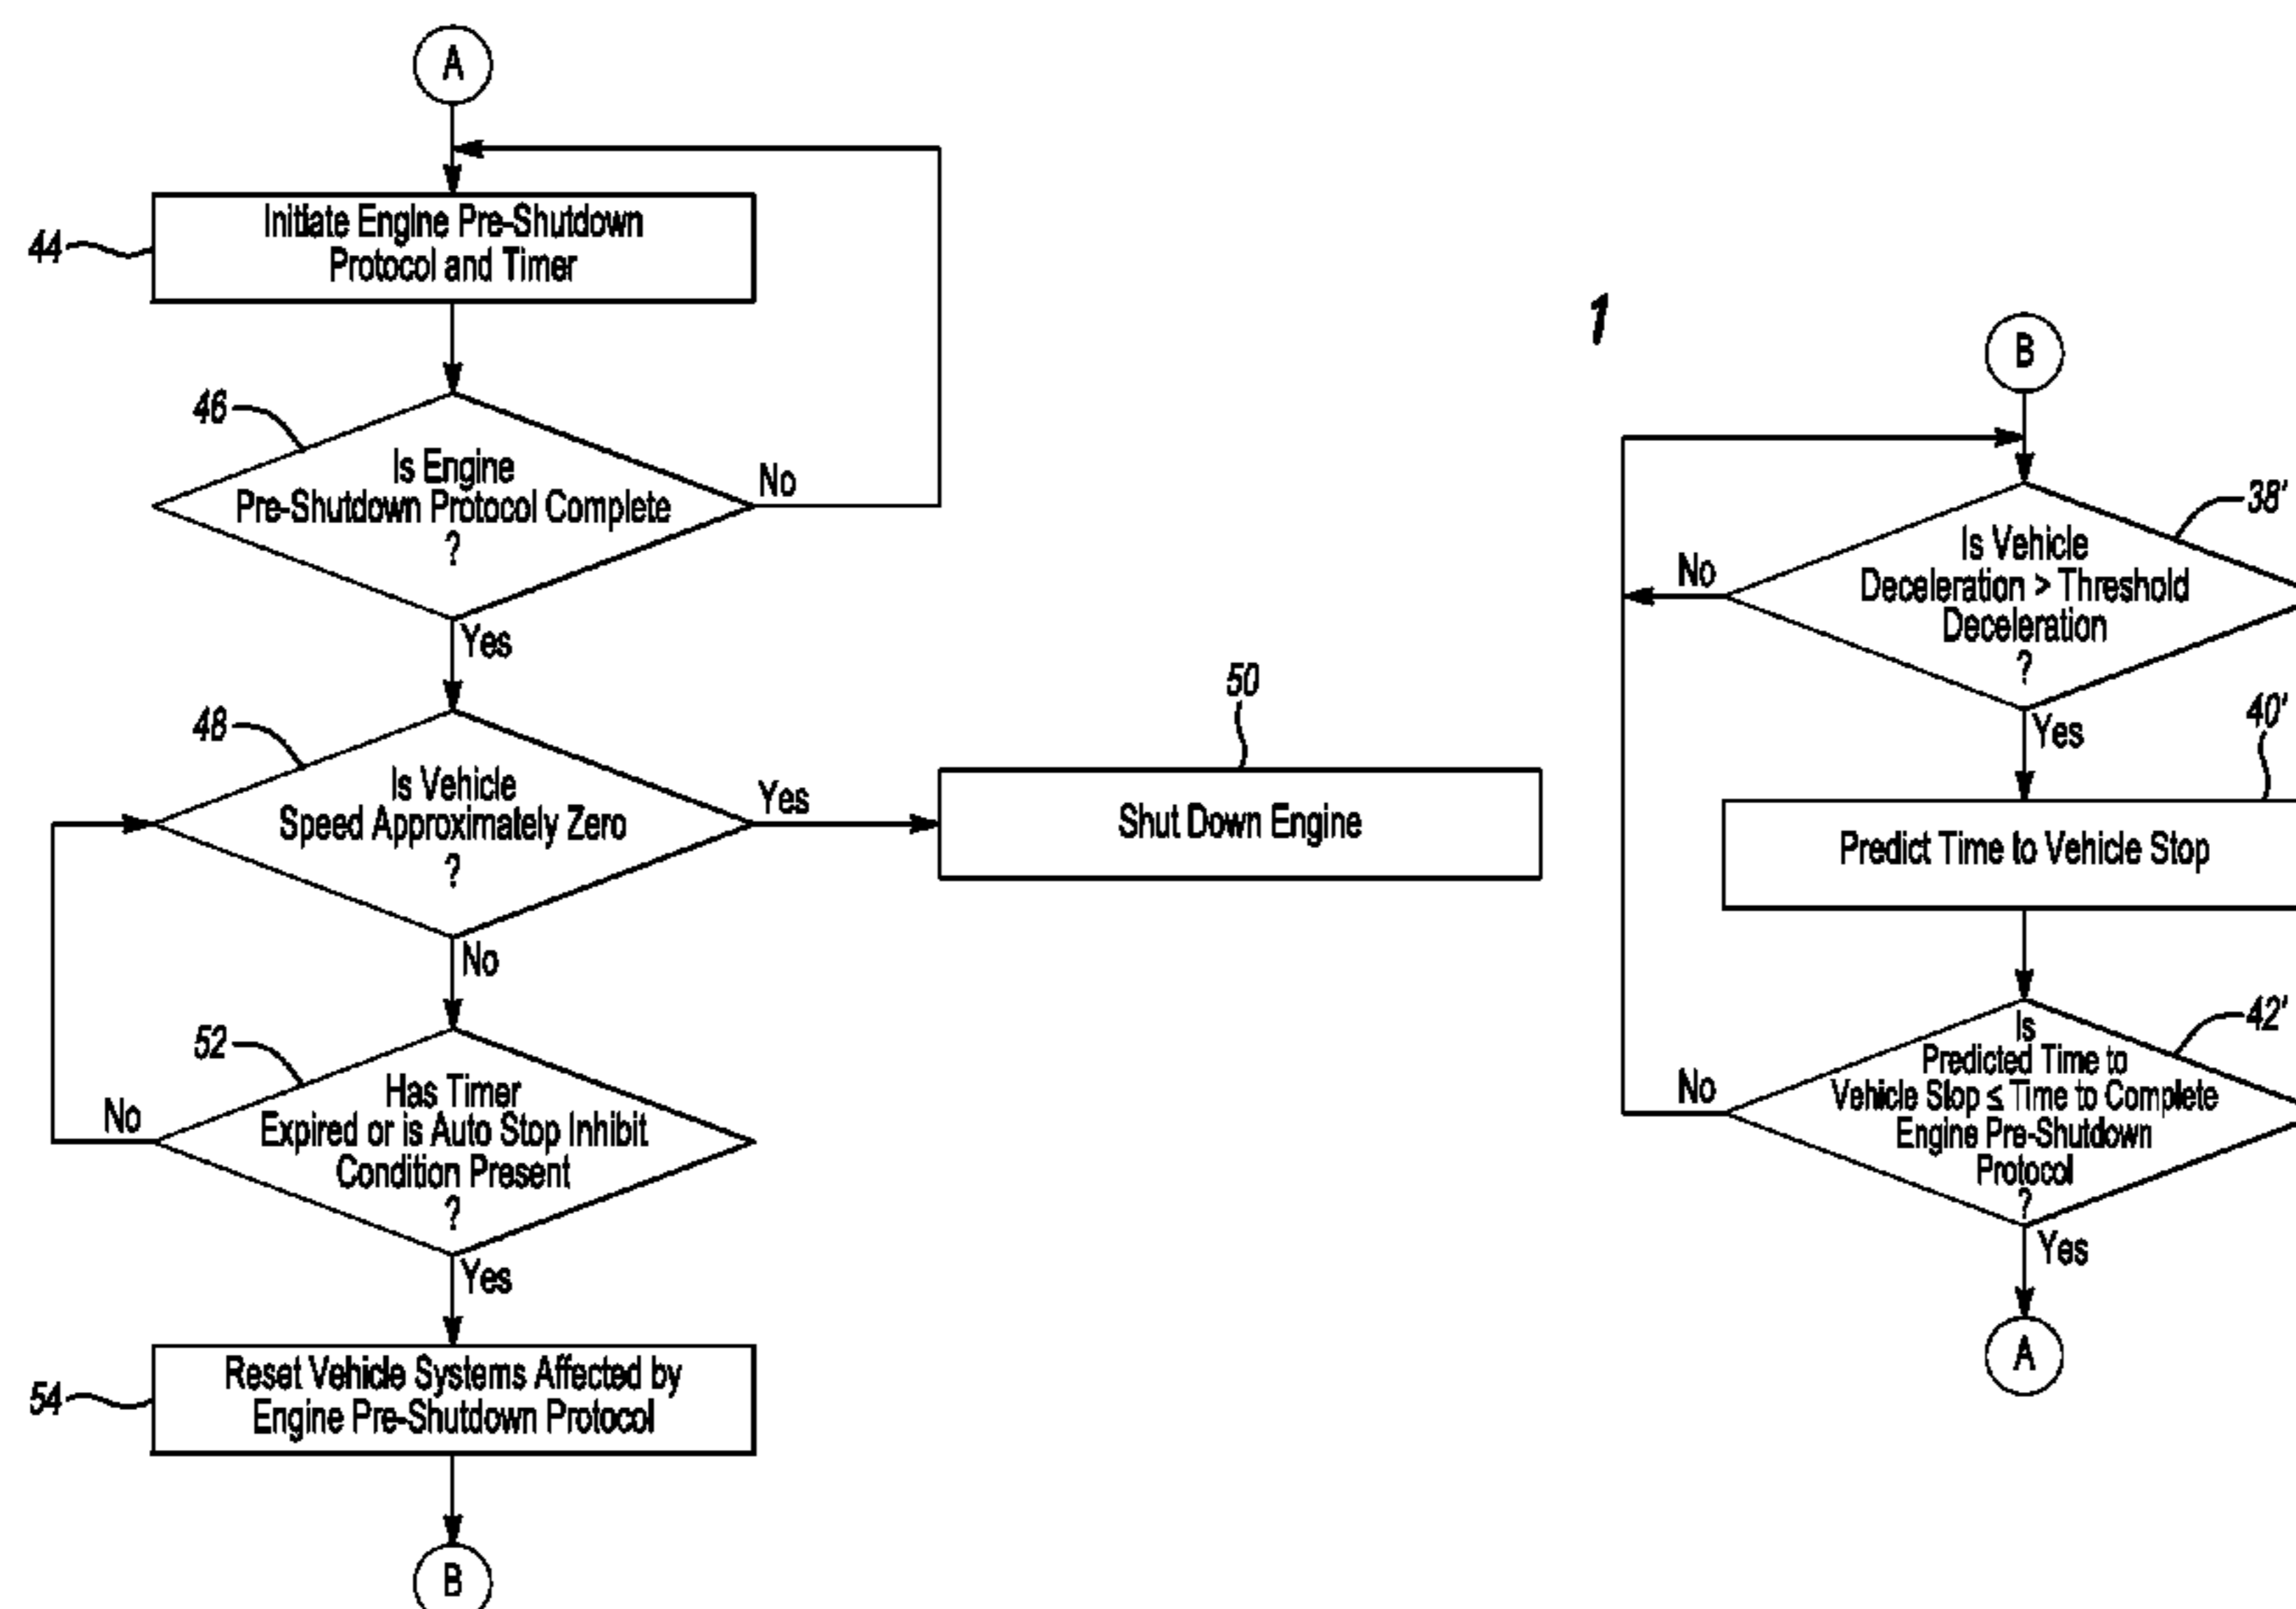 A
44
Initiate Engine Pre-Shutdown
Protocol and Timer
46
Is Engine
Pre-Shutdown Protocol Complete
?
No
Yes
48
Is Vehicle
Speed Approximately Zero
?
Yes
50
Shut Down Engine
No
52
Has Timer
Expired or is Auto Stop Inhibit
Condition Present
?
No
Yes
54
Reset Vehicle Systems Affected by
Engine Pre-Shutdown Protocol
B
1
B
38'
Is Vehicle
Deceleration > Threshold
Deceleration
?
No
Yes
40'
Predict Time to Vehicle Stop
42'
Is
Predicted Time to
Vehicle Stop ≤ Time to Complete
Engine Pre-Shutdown
Protocol
?
No
Yes
A